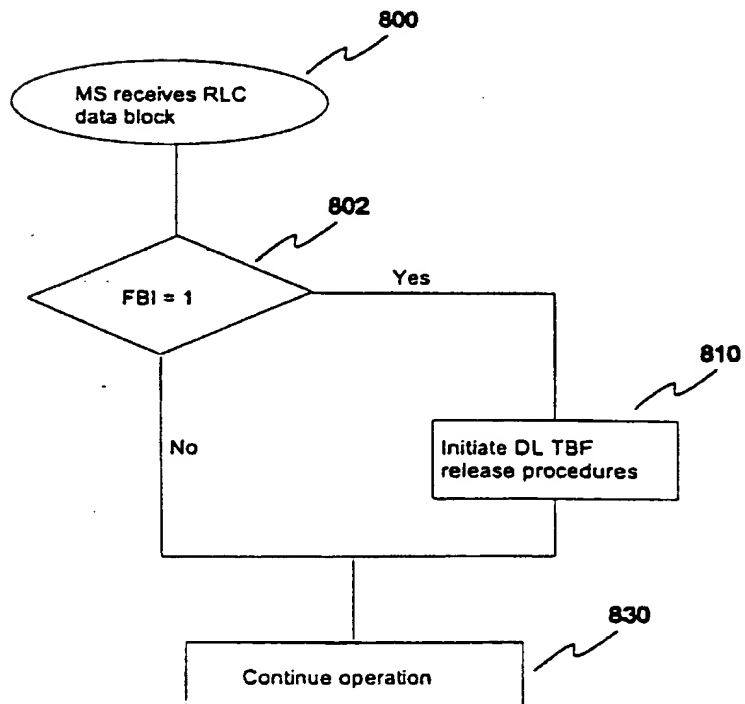 800
MS receives RLC
data block
802
FBI = 1
Yes
810
No
Initiate DL TBF
release procedures
830
Continue operation